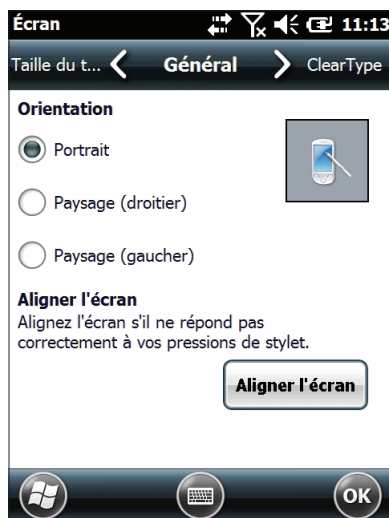 Écran 11:13
Taille du t... Général ClearType
Orientation
Portrait
Paysage (droitier)
Paysage (gaucher)
Aligner l'écran
Alignez l'écran s'il ne répond pas
correctement à vos pressions de stylet.
Aligner l'écran
OK